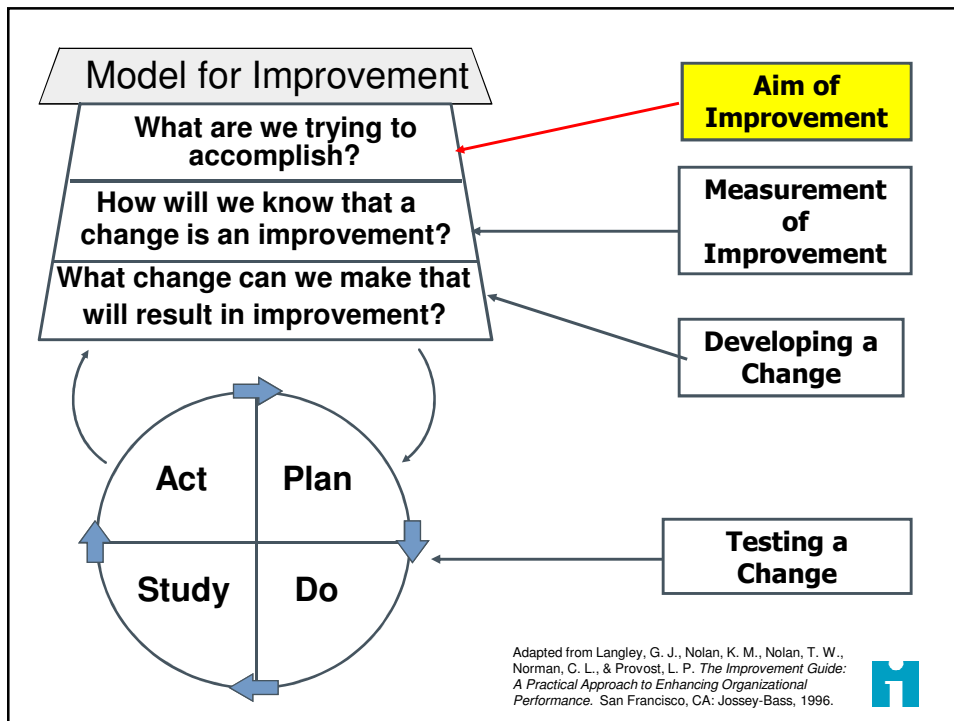 Model for Improvement
What are we trying to
accomplish?
How will we know that a
change is an improvement?
What change can we make that
will result in improvement?
Act
Plan
Study
Do
Aim of
Improvement
Measurement
of
Improvement
Developing a
Change
Testing a
Change
Adapted from Langley, G. J., Nolan, K. M., Nolan, T. W.,
Norman, C. L., & Provost, L. P. The Improvement Guide:
A Practical Approach to Enhancing Organizational
Performance. San Francisco, CA: Jossey-Bass, 1996.